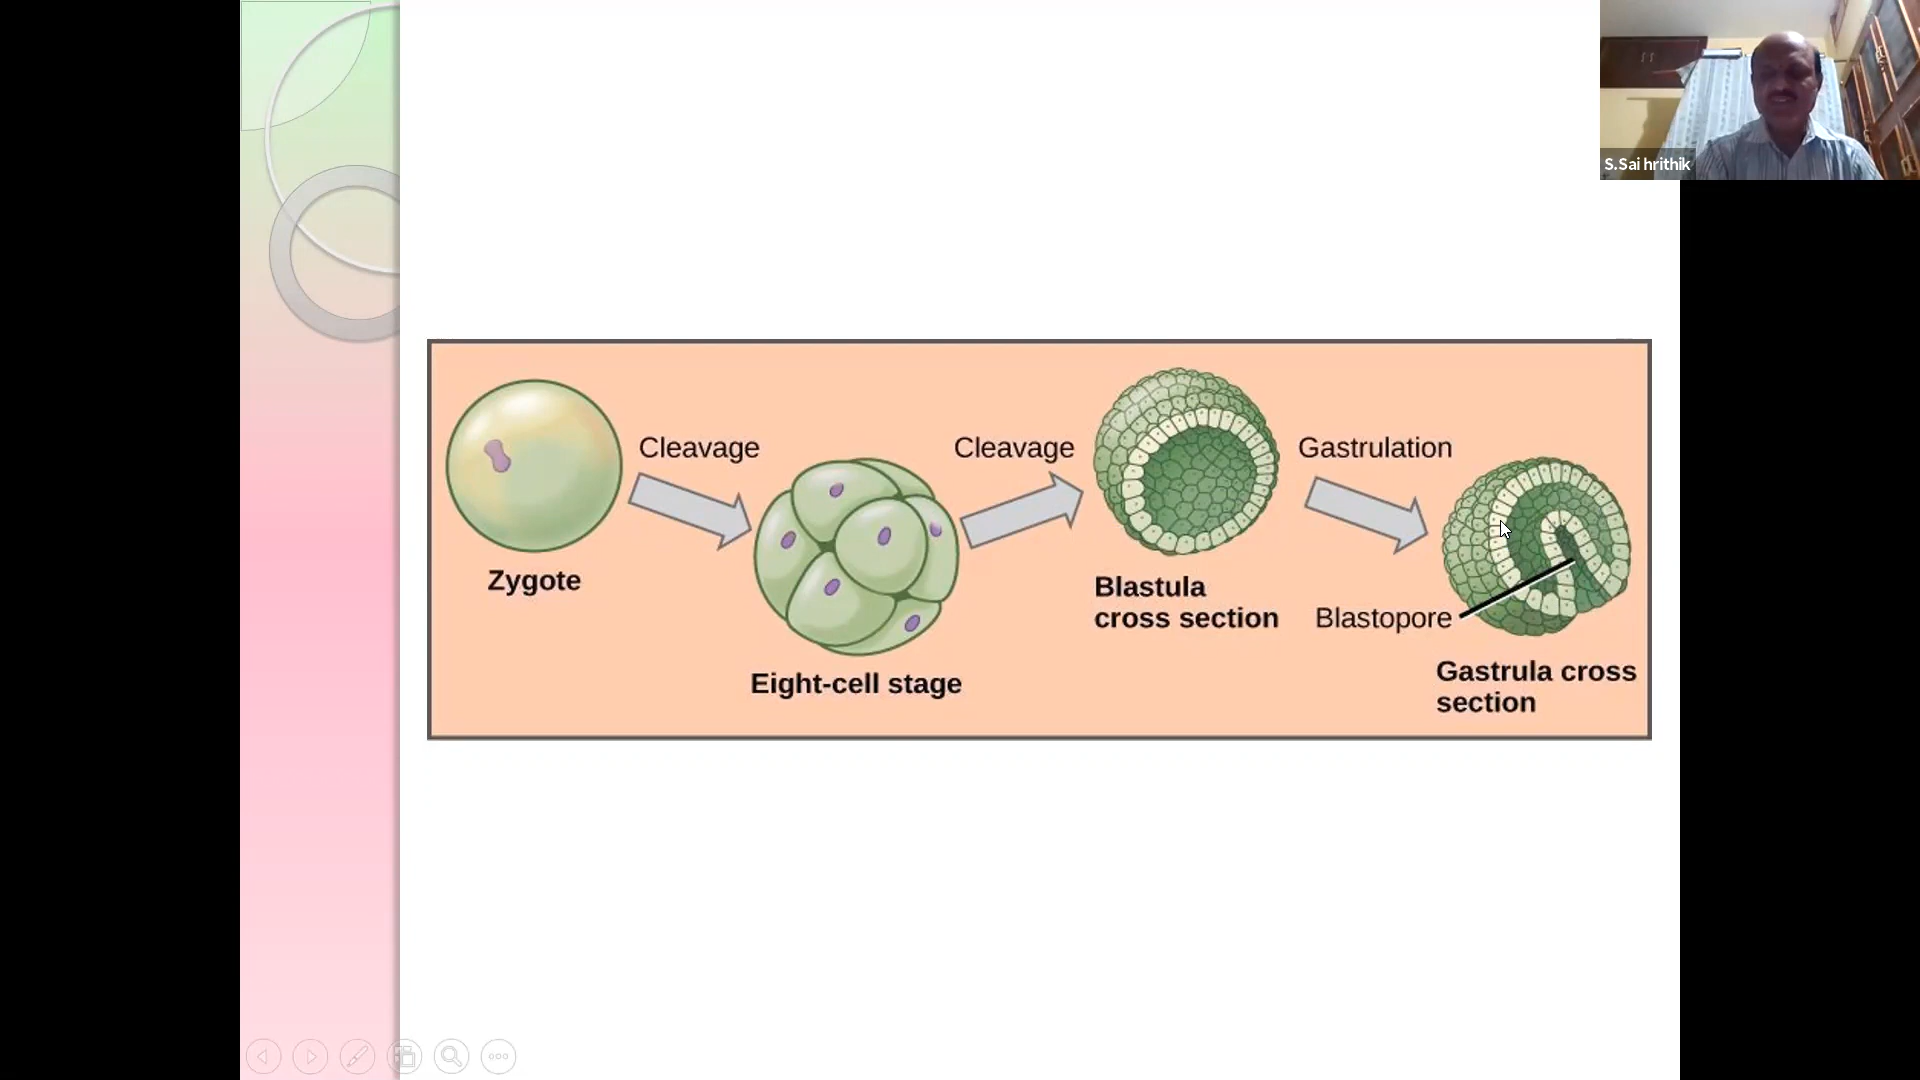 S.Sai hrithik
Cleavage
Cleavage
Gastrulation
Zygote
Blastula
cross section
Blastopore
Eight-cell stage
Gastrula cross
section